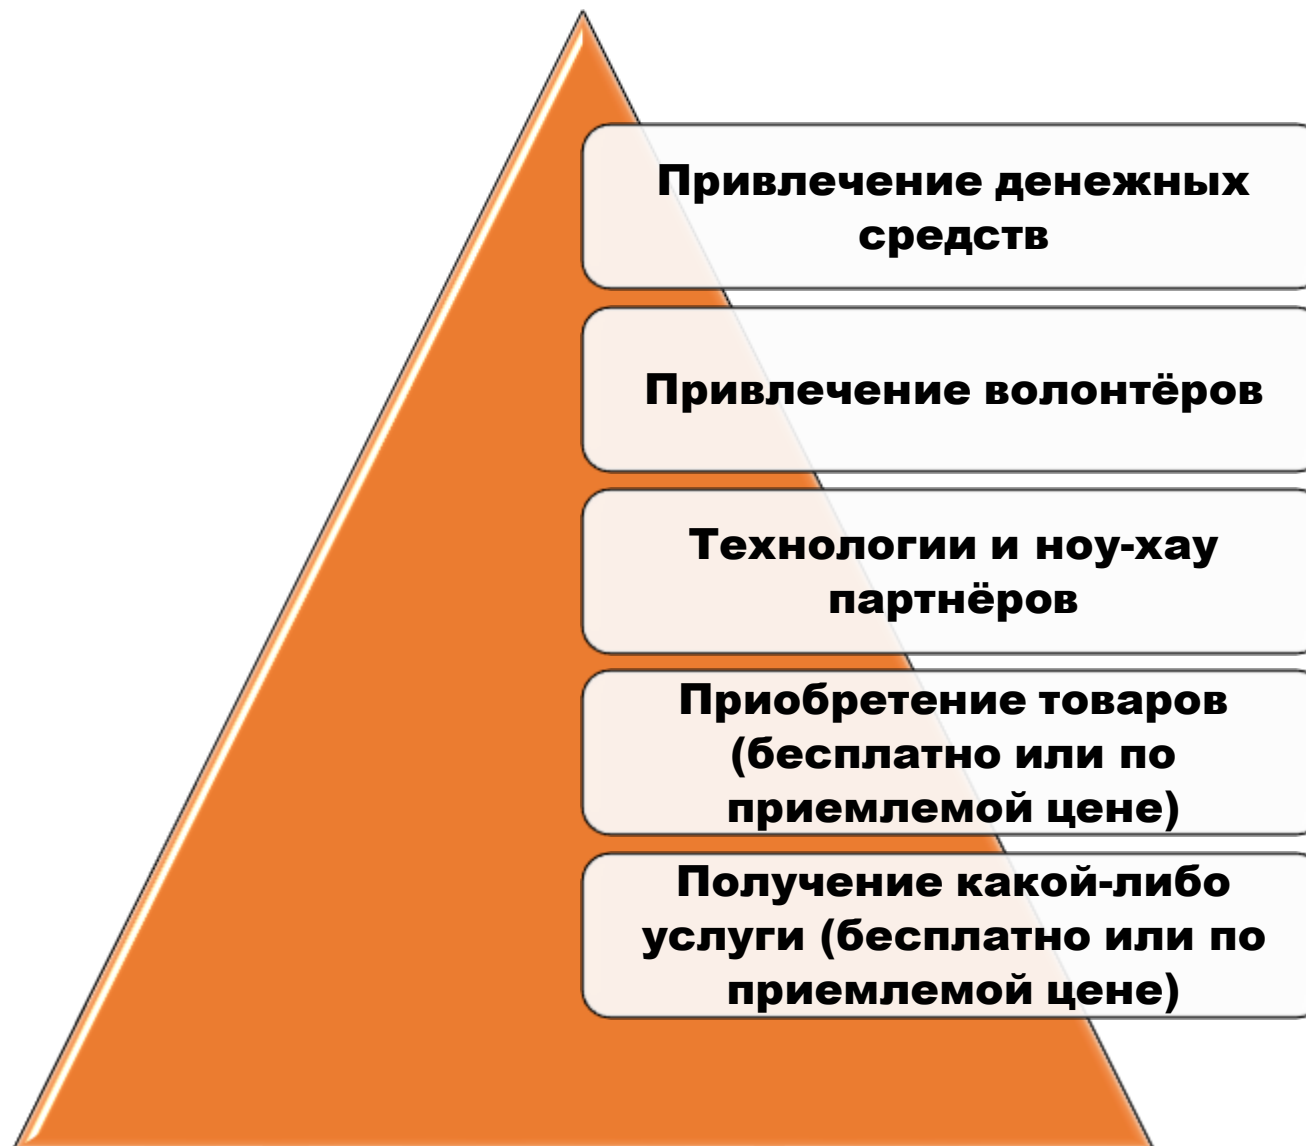 Привлечение денежных
средств
Привлечение волонтёров
Технологии и ноу-хау
партнёров
Приобретение товаров
(бесплатно или по
приемлемой цене)
Получение какой-либо
услуги (бесплатно или по
приемлемой цене)